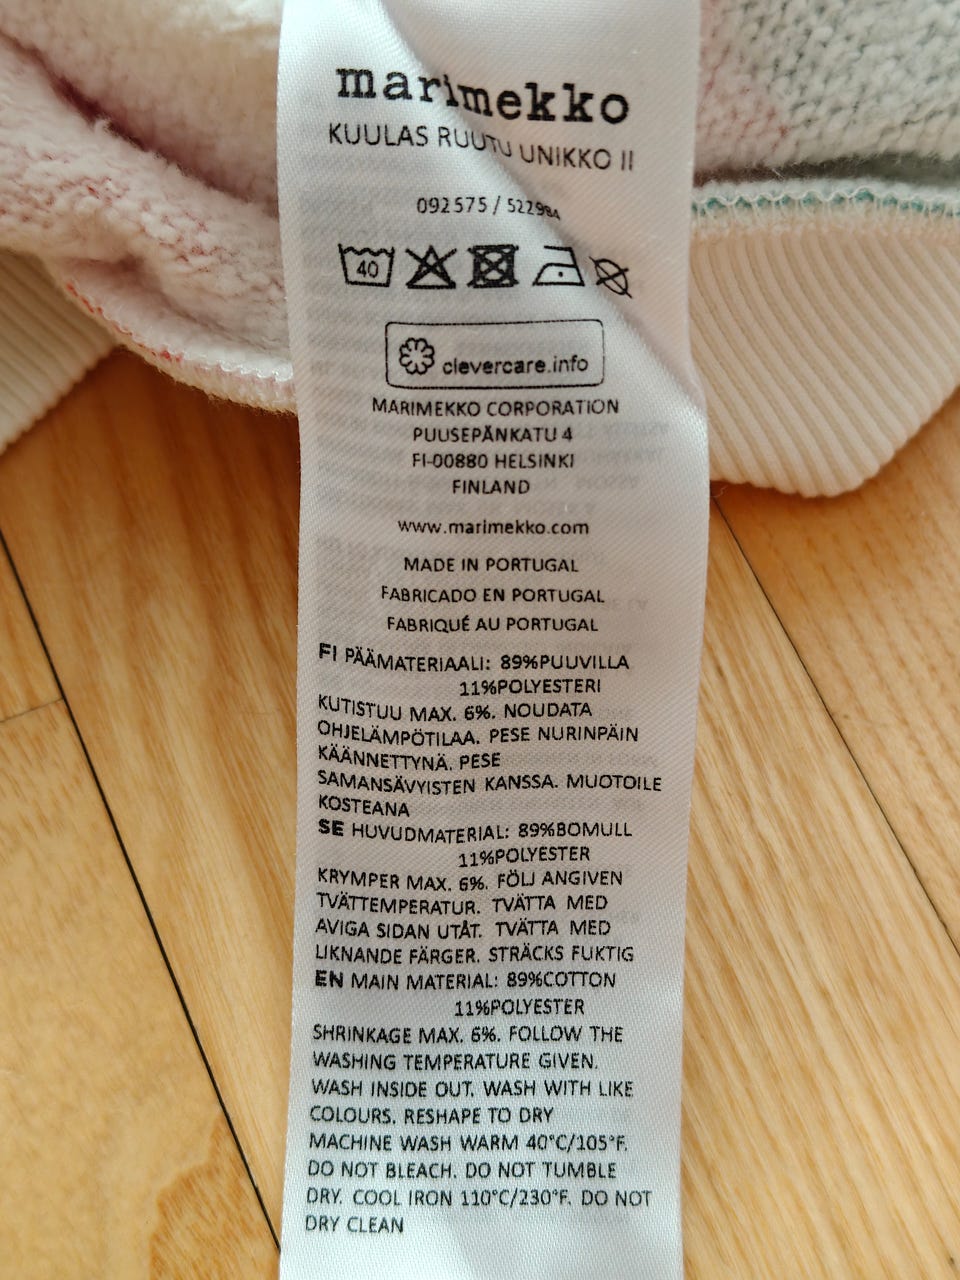 marimekko
KUULAS RUUTU UNIKKO II
092575 / 522984
40
clevercare.info
MARIMEKKO CORPORATION
PUUSEPÄNKATU 4
FI-00880 HELSINKI
FINLAND
www.marimekko.com
MADE IN PORTUGAL
FABRICADO EN PORTUGAL
FABRIQUÉ AU PORTUGAL
FI PÄÄMATERIAALI: 89%PUUVILLA
11%POLYESTERI
KUTISTUU MAX. 6%. NOUDATA
OHJELÄMPÖTILAA. PESE NURINPÄIN
KÄÄNNETTYNÄ. PESE
SAMANSÄVYISTEN KANSSA. MUOTOILE
KOSTEANA
SE HUVUDMATERIAL: 89%BOMULL
11%POLYESTER
KRYMPER MAX. 6%. FÖLJ ANGIVEN
TVÄTTEMPERATUR. TVÄTTA MED
AVIGA SIDAN UTÅT. TVÄTTA MED
LIKNANDE FÄRGER. STRÄCKS FUKTIG
EN MAIN MATERIAL: 89%COTTON
11%POLYESTER
SHRINKAGE MAX. 6%. FOLLOW THE
WASHING TEMPERATURE GIVEN.
WASH INSIDE OUT. WASH WITH LIKE
COLOURS. RESHAPE TO DRY
MACHINE WASH WARM 40°C/105°F.
DO NOT BLEACH. DO NOT TUMBLE
DRY. COOL IRON 110°C/230°F. DO NOT
DRY CLEAN